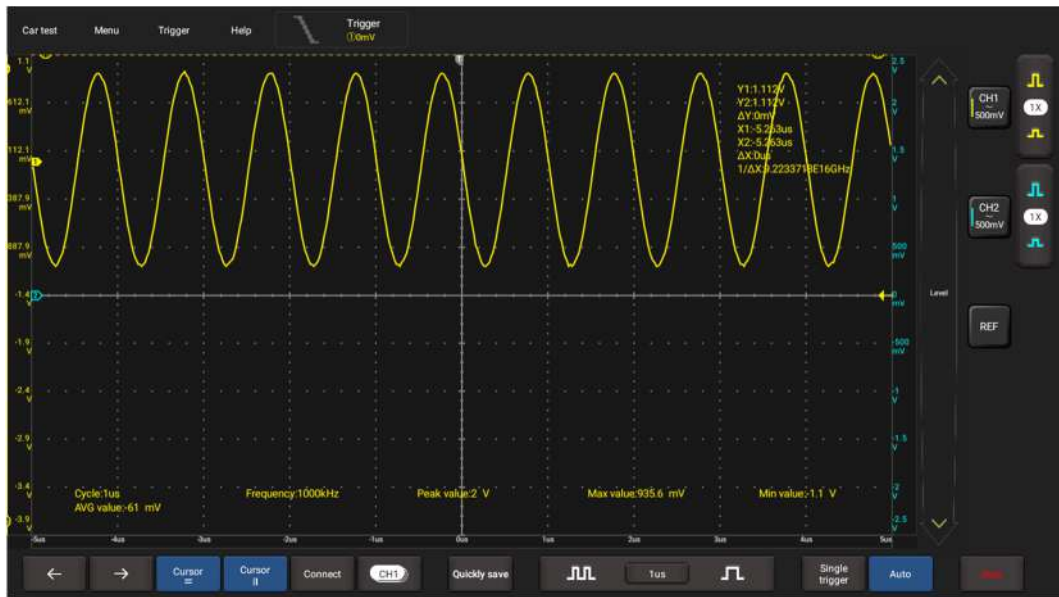 Car test Menu Trigger Help Trigger
①0mV
1.1 V
612.1 mV
112.1 mV
387.9 mV
887.9 mV
-1.4 V
-1.9 V
-2.4 V
-2.9 V
-3.4 V
-3.9 V
Y1:1.112V
Y2:1.112V
ΔY:0mV
X1:-5.263us
X2:-5.263us
ΔX:0us
1/ΔX:9.2233718E16GHz
2.5 V
2 V
1.5 V
1 V
500 mV
0 mV
-500 mV
-1 V
-1.5 V
-2 V
-2.5 V
Cycle:1us Frequency:1000kHz Peak value:2 V Max value:935.6 mV Min value:-1.1 V
AVG value:-61 mV
-5us -4us -3us -2us -1us 0us 1us 2us 3us 4us 5us
Level
CH1
~
500mV
1X
CH2
~
500mV
1X
REF
← → Cursor = Cursor || Connect CH1 Quickly save 1us Single trigger Auto